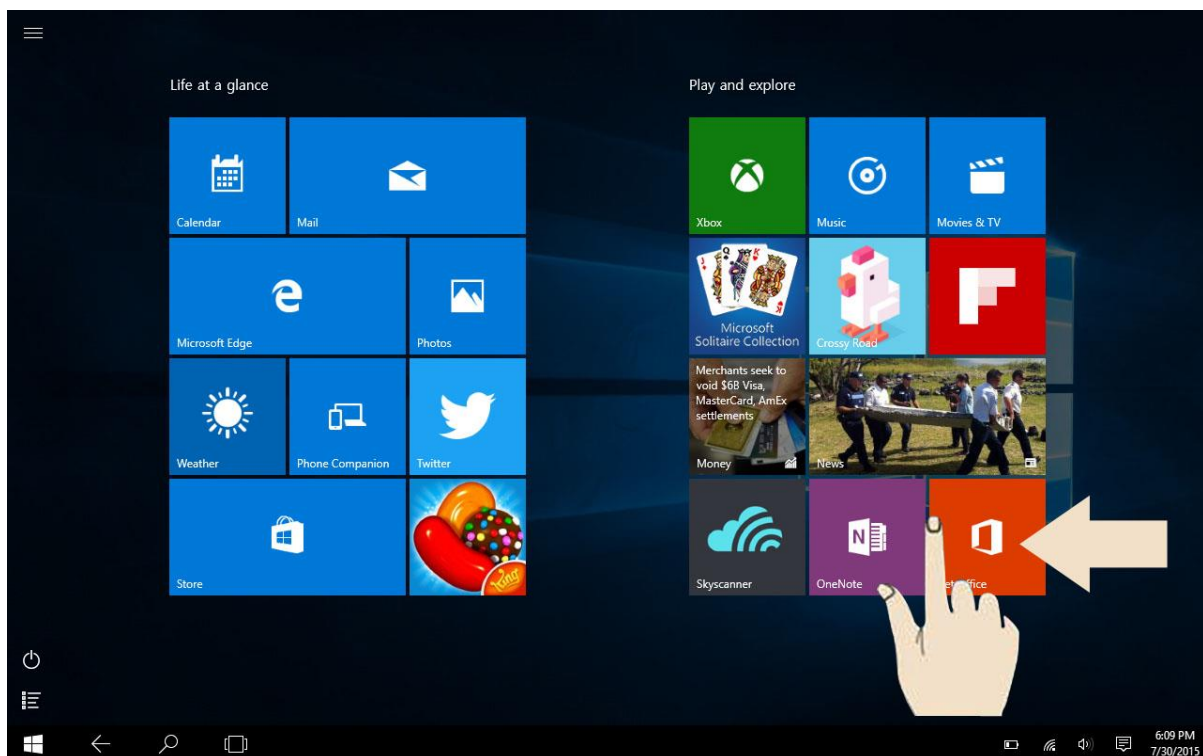 Life at a glance
Calendar
Mail
Microsoft Edge
Photos
Weather
Phone Companion
Twitter
Store
King
Play and explore
Xbox
Music
Movies & TV
Microsoft
Solitaire Collection
Crossy Road
Merchants seek to
void $6B Visa,
MasterCard, AmEx
settlements
Money
News
Skyscanner
OneNote
6:09 PM
7/30/2015